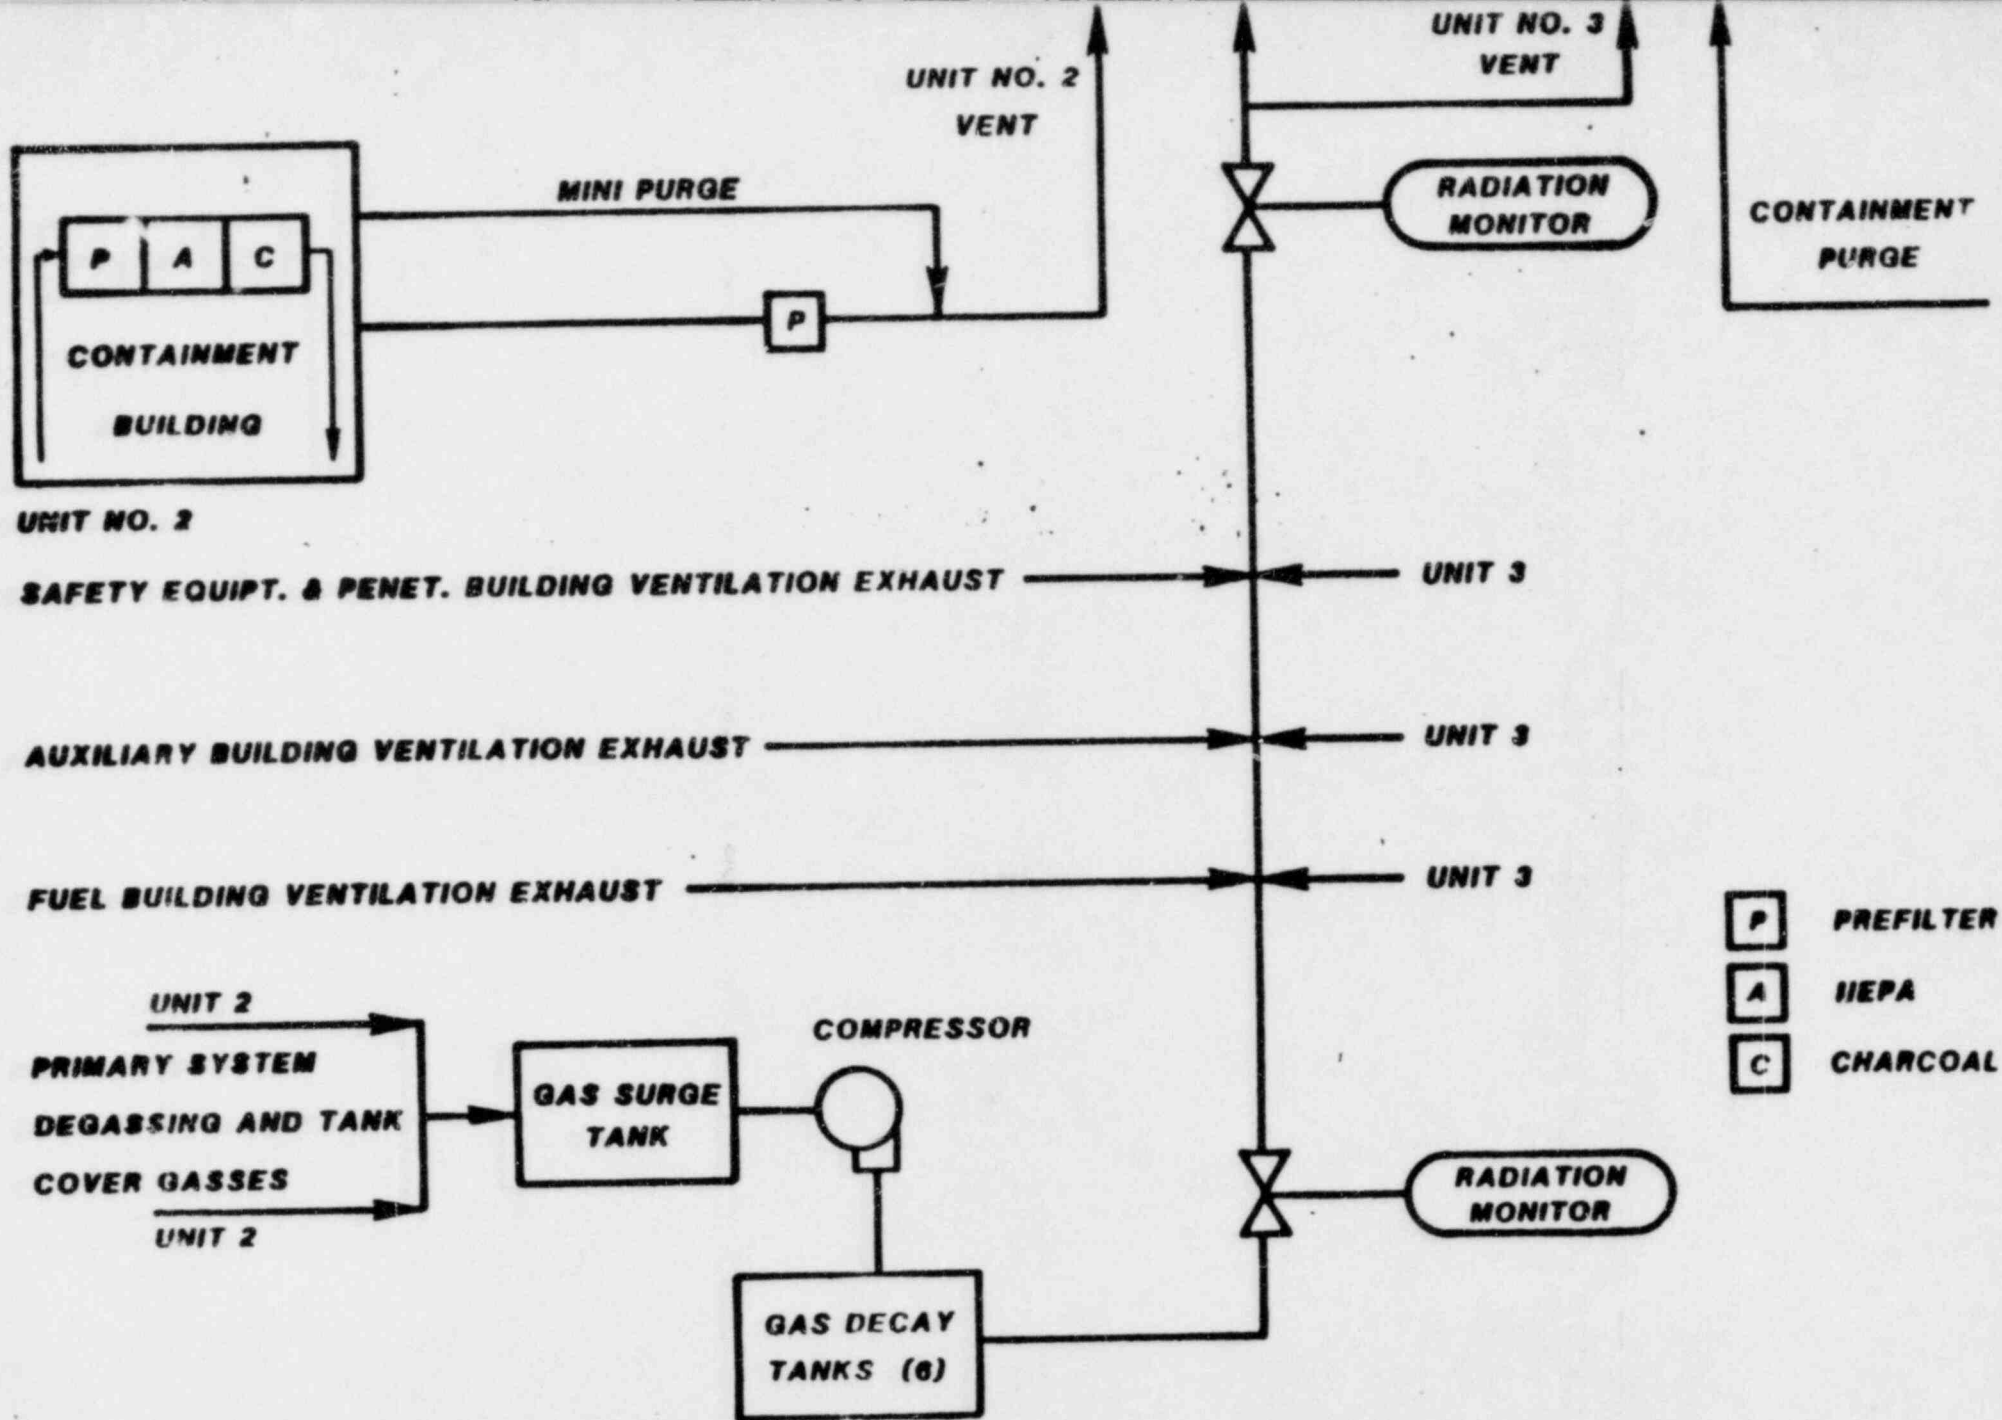 UNIT NO. 2
VENT
UNIT NO. 3
VENT
MINI PURGE
RADIATION
MONITOR
CONTAINMENT
PURGE
P A C
P
CONTAINMENT
BUILDING
UNIT NO. 2
SAFETY EQUIPT. & PENET. BUILDING VENTILATION EXHAUST
UNIT 3
AUXILIARY BUILDING VENTILATION EXHAUST
UNIT 3
FUEL BUILDING VENTILATION EXHAUST
UNIT 3
P PREFILTER
A HEPA
C CHARCOAL
UNIT 2
PRIMARY SYSTEM
DEGASSING AND TANK
COVER GASSES
UNIT 2
GAS SURGE
TANK
COMPRESSOR
RADIATION
MONITOR
GAS DECAY
TANKS (6)